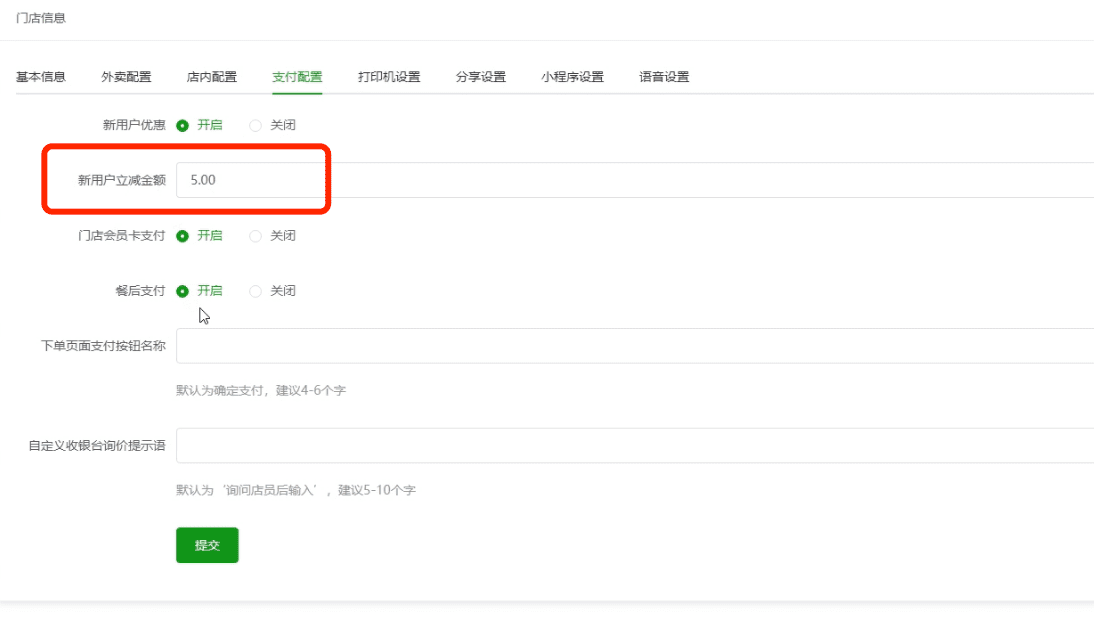 门店信息
基本信息 外卖配置 店内配置 支付配置 打印机设置 分享设置 小程序设置 语音设置
新用户优惠 开启 关闭
新用户立减金额 5.00
门店会员卡支付 开启 关闭
餐后支付 开启 关闭
下单页面支付按钮名称
默认为确定支付，建议4-6个字
自定义收银台询价提示语
默认为‘询问店员后输入’，建议5-10个字
提交